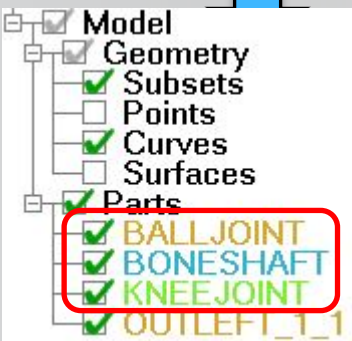 Model
Geometry
Subsets
Points
Curves
Surfaces
Parts
BALLJOINT
BONESHAFT
KNEEJOINT
OUTLEFT_1_1